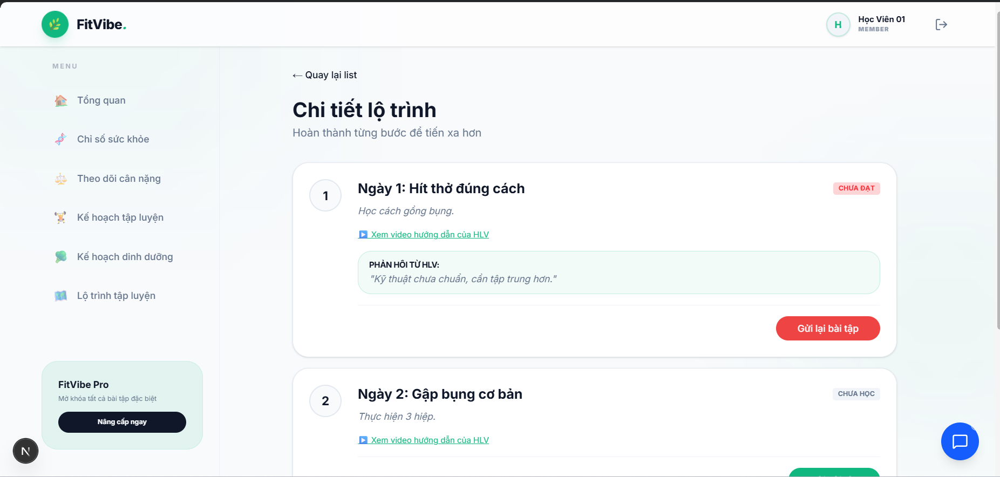 FitVibe.
H
Học Viên 01
MEMBER
MENU
Tổng quan
Chỉ số sức khỏe
Theo dõi cân nặng
Kế hoạch tập luyện
Kế hoạch dinh dưỡng
Lộ trình tập luyện
FitVibe Pro
Mở khóa tất cả bài tập đặc biệt
Nâng cấp ngay
N
← Quay lại list
Chi tiết lộ trình
Hoàn thành từng bước để tiến xa hơn
1
Ngày 1: Hít thở đúng cách
CHƯA ĐẠT
Học cách gồng bụng.
Xem video hướng dẫn của HLV
PHẢN HỒI TỪ HLV:
"Kỹ thuật chưa chuẩn, cần tập trung hơn."
Gửi lại bài tập
2
Ngày 2: Gập bụng cơ bản
CHƯA HỌC
Thực hiện 3 hiệp.
Xem video hướng dẫn của HLV